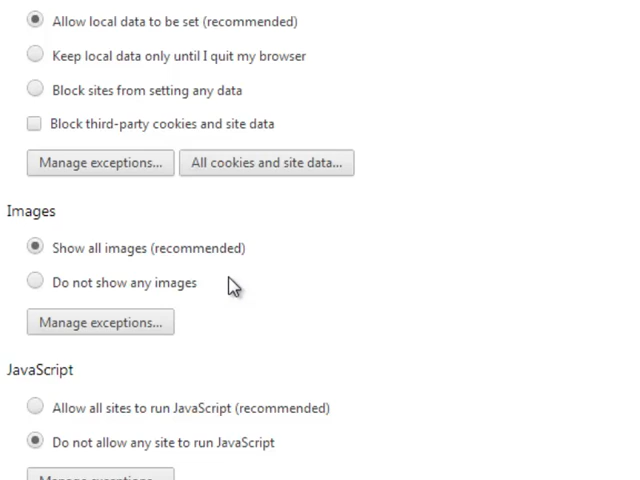 Allow local data to be set (recommended)
Keep local data only until I quit my browser
Block sites from setting any data
Block third-party cookies and site data
Manage exceptions... All cookies and site data...
Images
Show all images (recommended)
Do not show any images
Manage exceptions...
JavaScript
Allow all sites to run JavaScript (recommended)
Do not allow any site to run JavaScript
Manage exceptions...